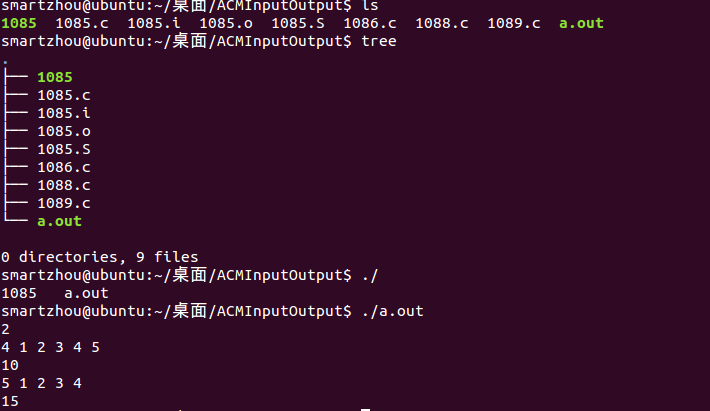 smartzhou@ubuntu:~/桌面/ACMInputOutput$ ls
1085  1085.c  1085.i  1085.o  1085.S  1086.c  1088.c  1089.c  a.out
smartzhou@ubuntu:~/桌面/ACMInputOutput$ tree
.
├── 1085
├── 1085.c
├── 1085.i
├── 1085.o
├── 1085.S
├── 1086.c
├── 1088.c
├── 1089.c
└── a.out
0 directories, 9 files
smartzhou@ubuntu:~/桌面/ACMInputOutput$ ./
1085   a.out
smartzhou@ubuntu:~/桌面/ACMInputOutput$ ./a.out
2
4 1 2 3 4 5
10
5 1 2 3 4
15